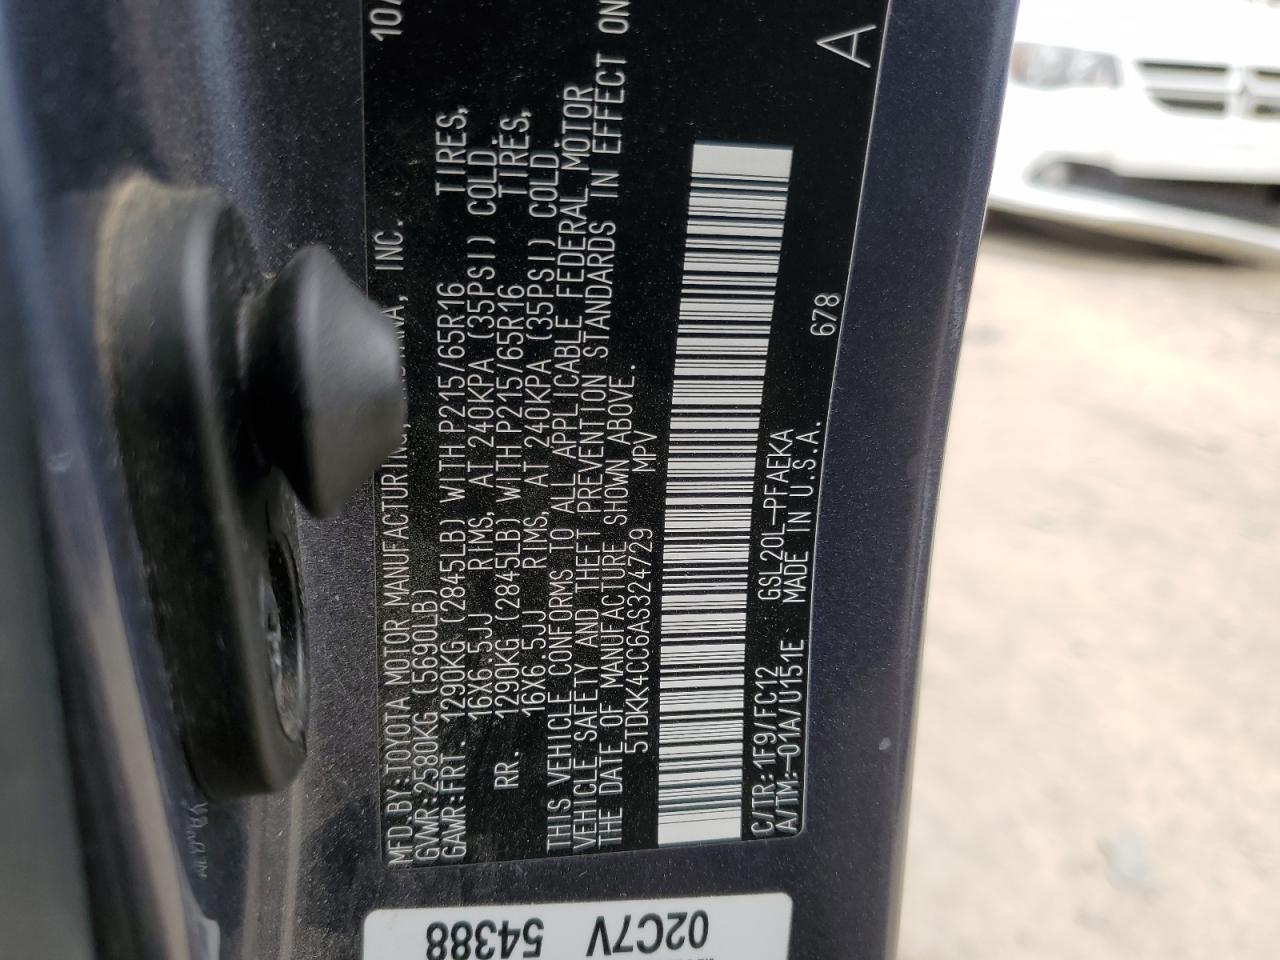 MFD. BY: TOYOTA MOTOR MANUFACTURING, INDIANA, INC. 10/
GVWR: 2580KG (5690LB)
GAWR: FRT. 1290KG (2845LB) WITH P215/65R16 TIRES,
16X6.5JJ RIMS, AT 240KPA (35PSI) COLD.
RR. 1290KG (2845LB) WITH P215/65R16 TIRES,
16X6.5JJ RIMS, AT 240KPA (35PSI) COLD.
THIS VEHICLE CONFORMS TO ALL APPLICABLE FEDERAL MOTOR
VEHICLE SAFETY AND THEFT PREVENTION STANDARDS IN EFFECT ON
THE DATE OF MANUFACTURE SHOWN ABOVE.
5TDKK4CC6AS324729 MPV
C/TR: 1F9/FC12 GSL20L-PFAEKA
A/TM: -01A/U151E MADE IN U.S.A.
678
A
02C7V
54388